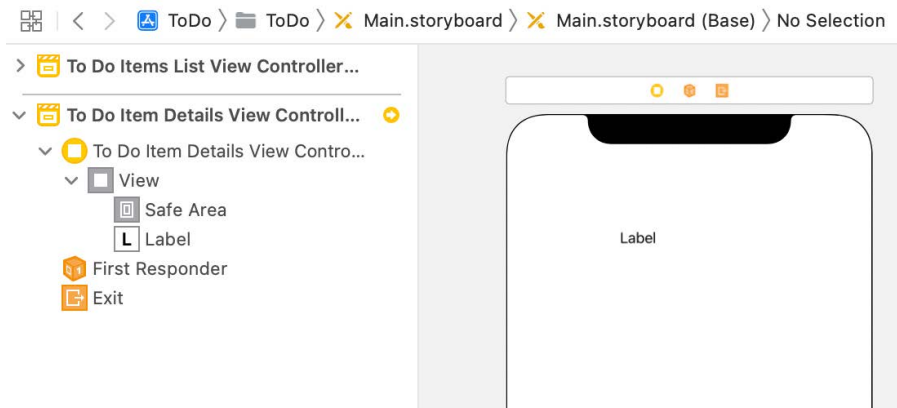 ToDo ToDo Main.storyboard Main.storyboard (Base) No Selection
To Do Items List View Controller...
To Do Item Details View Controll...
To Do Item Details View Contro...
View
Safe Area
L Label
First Responder
Exit
Label